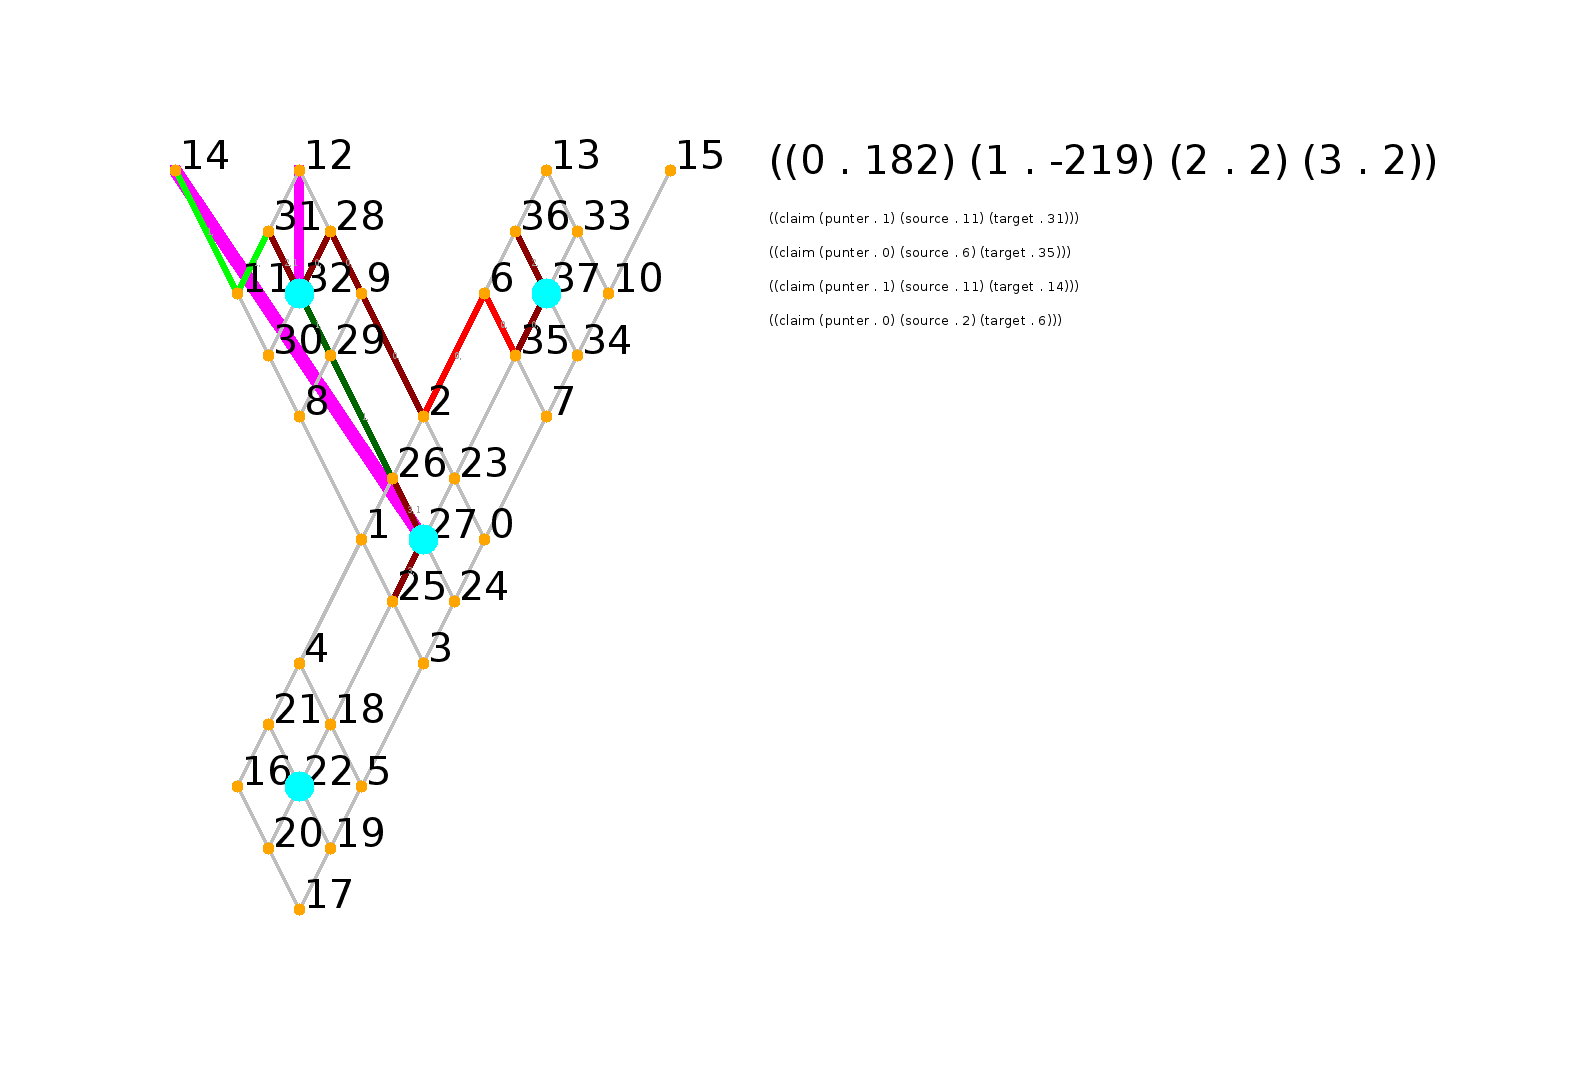 14 12 13 15
((0 . 182) (1 . -219) (2 . 2) (3 . 2))
31 28 36 33
((claim (punter . 1) (source . 11) (target . 31)))
((claim (punter . 0) (source . 6) (target . 35)))
11 32 9 6 37 10
((claim (punter . 1) (source . 11) (target . 14)))
((claim (punter . 0) (source . 2) (target . 6)))
30 29 35 34
8 2 7
26 23
1 27 0
25 24
4 3
21 18
16 22 5
20 19
17